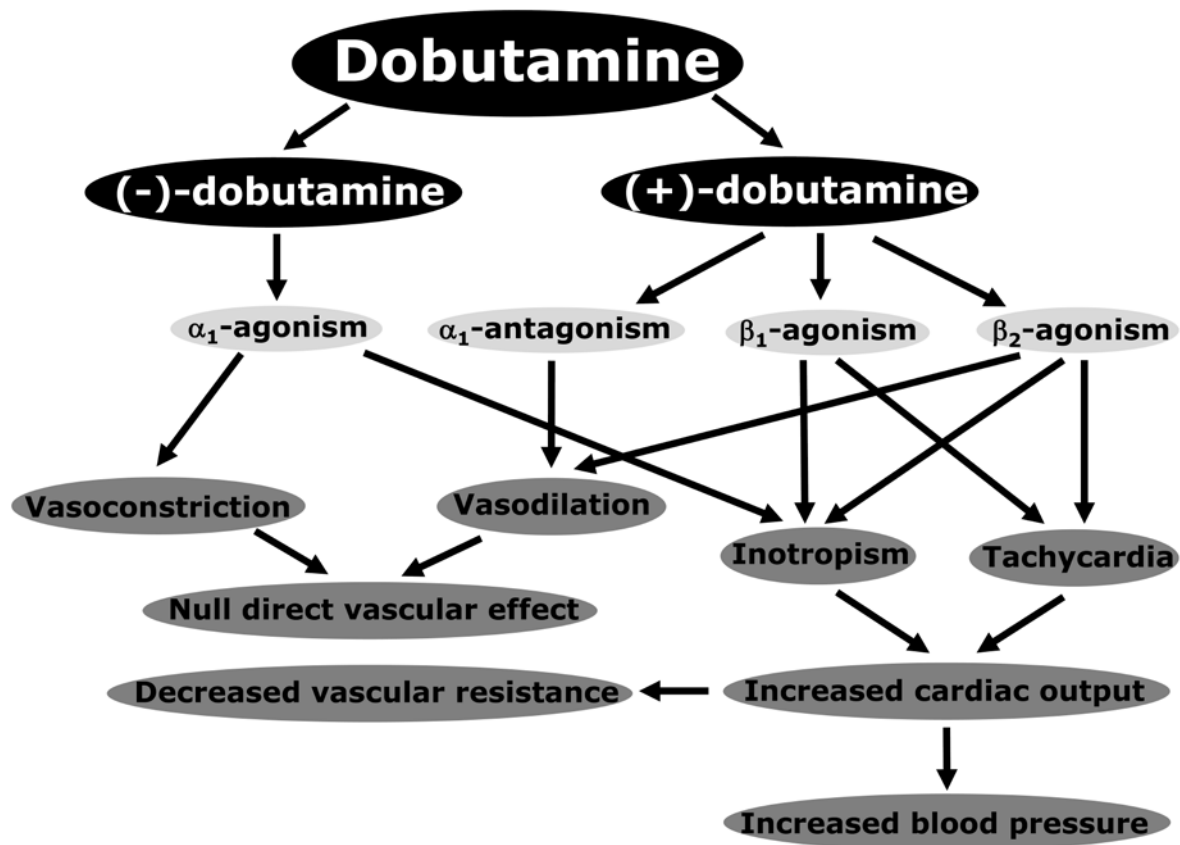 Dobutamine
(-)-dobutamine
(+)-dobutamine
α₁-agonism
α₁-antagonism
β₁-agonism
β₂-agonism
Vasoconstriction
Vasodilation
Inotropism
Tachycardia
Null direct vascular effect
Decreased vascular resistance
Increased cardiac output
Increased blood pressure